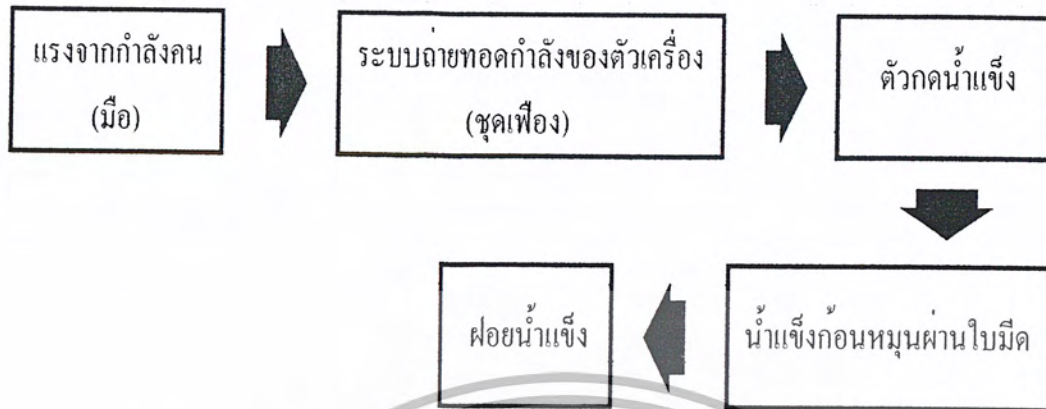 แรงจากกำลังคน
(มือ)
ระบบถ่ายทอดกำลังของตัวเครื่อง
(ชุดเฟือง)
ตัวกดน้ำแข็ง
น้ำแข็งก้อนหมุนผ่านใบมีด
ฝอยน้ำแข็ง